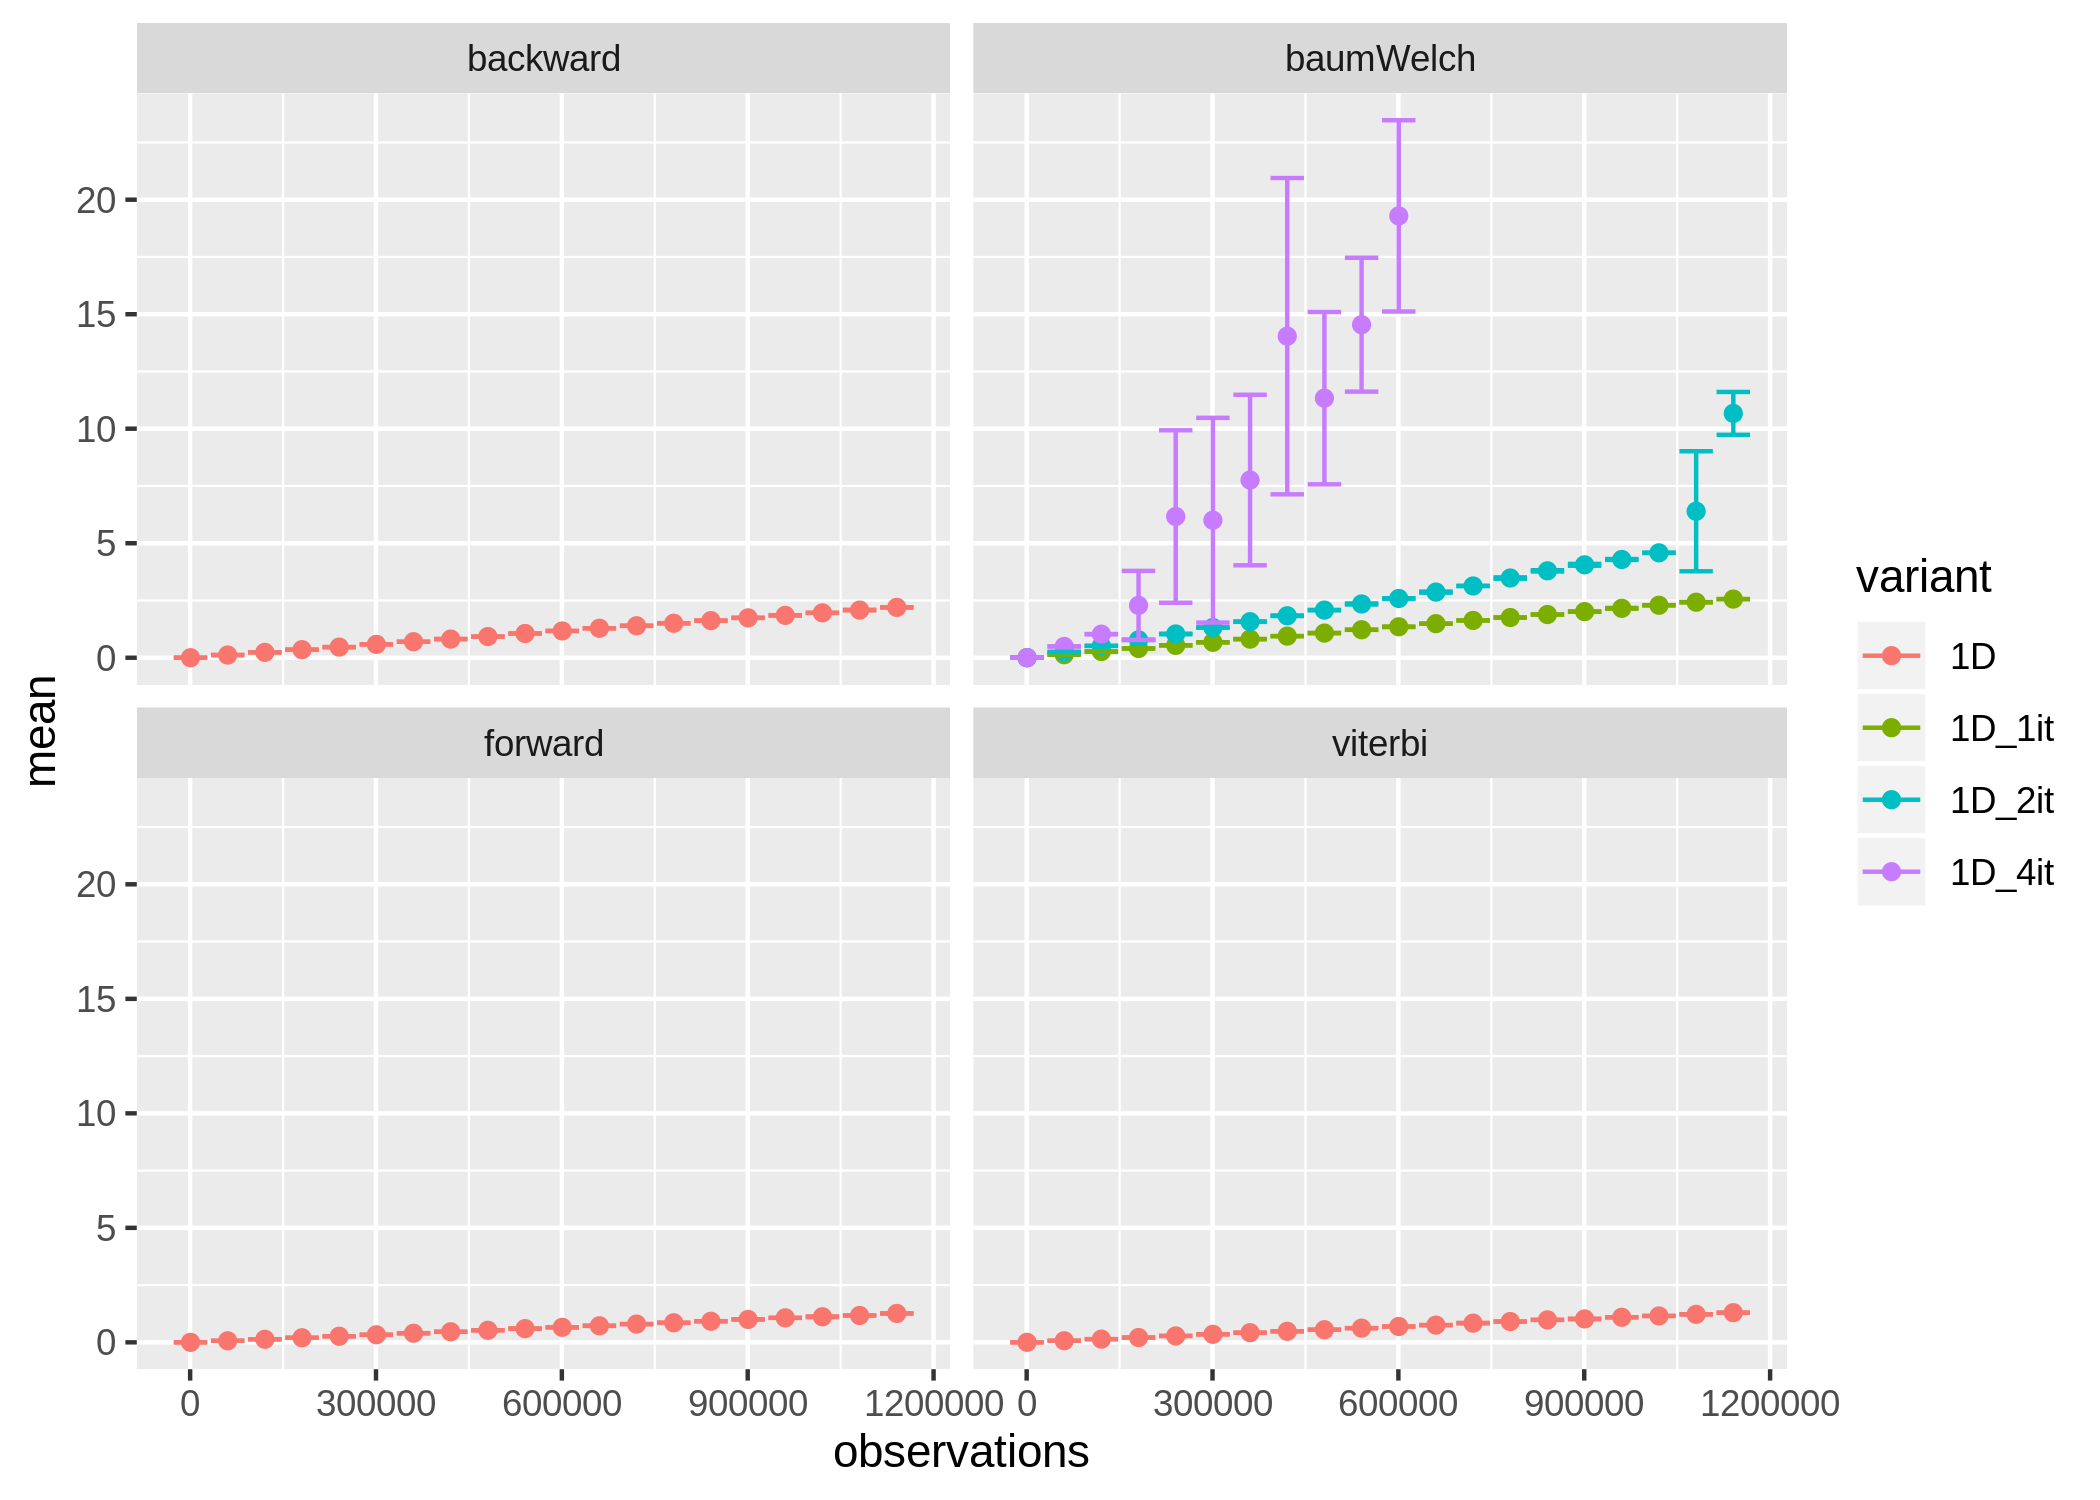 backward
baumWelch
20
15
10
5
0
forward
viterbi
20
15
10
5
0
0 300000 600000 900000 1200000
0 300000 600000 900000 1200000
observations
mean
variant
1D
1D_1it
1D_2it
1D_4it